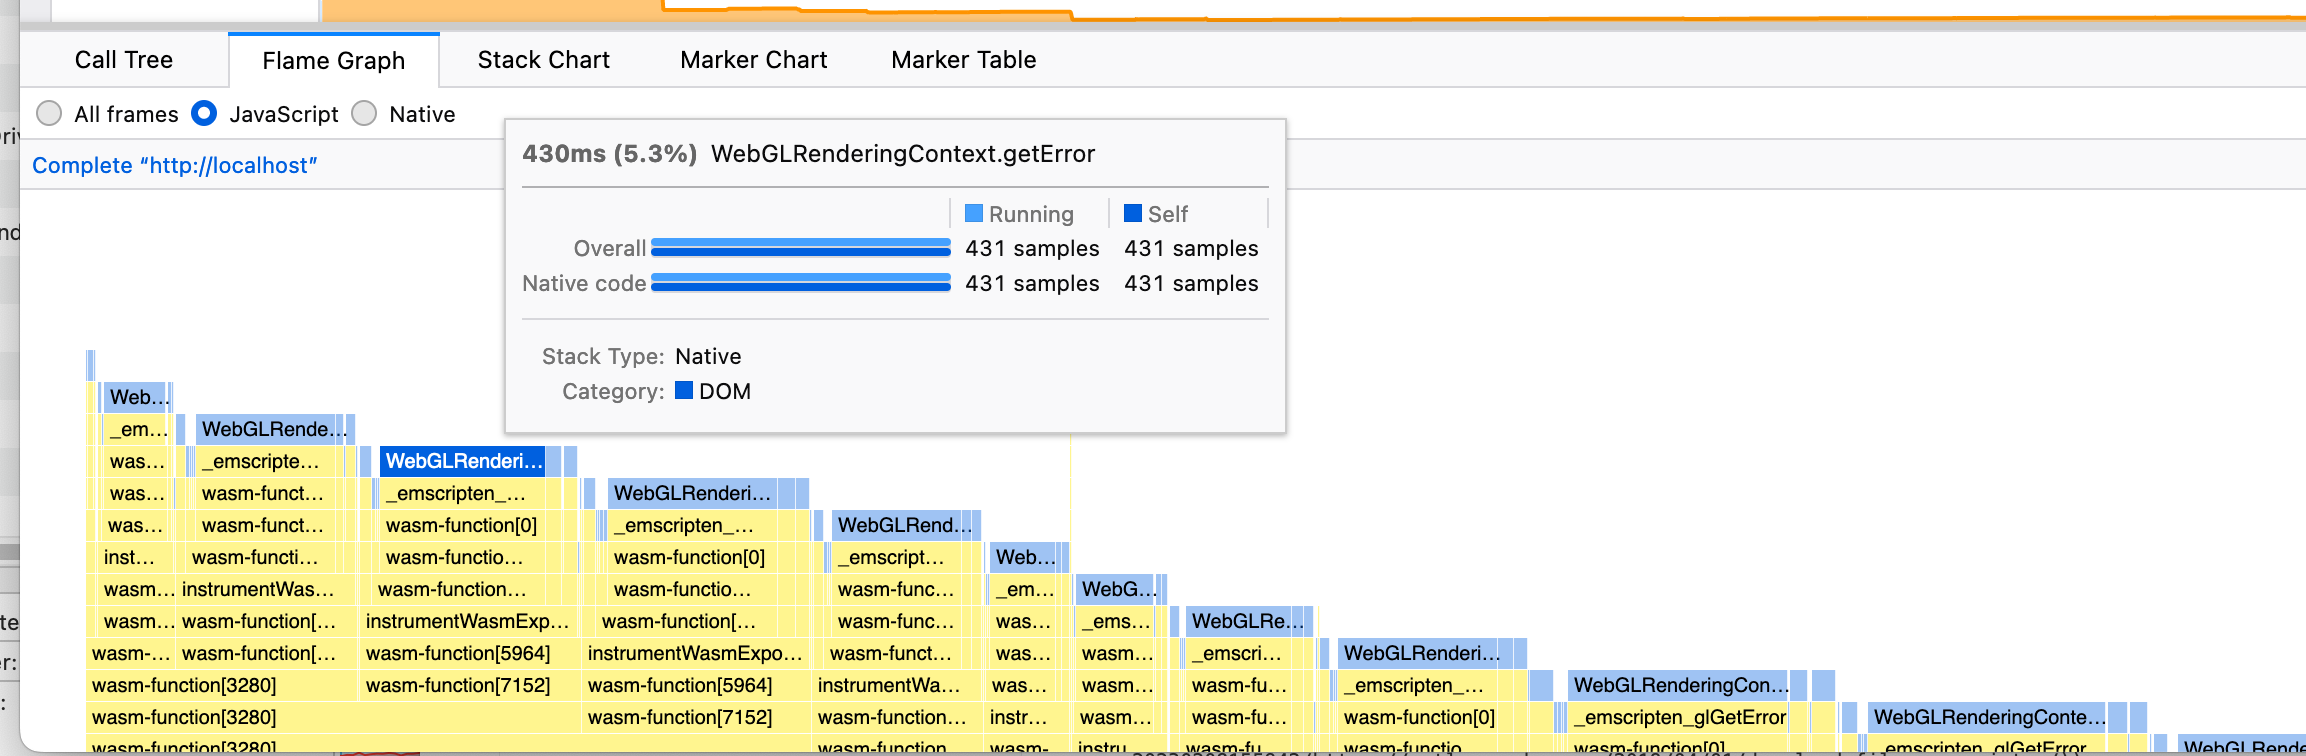 Call Tree Flame Graph Stack Chart Marker Chart Marker Table
All frames JavaScript Native
Complete “http://localhost”
430ms (5.3%) WebGLRenderingContext.getError
Running Self
Overall 431 samples 431 samples
Native code 431 samples 431 samples
Stack Type: Native
Category: DOM
Web...
_em... WebGLRende...
was... _emscripte... WebGLRenderi...
was... wasm-funct... _emscripten_... WebGLRenderi...
was... wasm-funct... wasm-function[0] _emscripten_... WebGLRend...
inst... wasm-functi... wasm-functio... wasm-function[0] _emscript... Web...
wasm... instrumentWas... wasm-function... wasm-functio... wasm-func... _em... WebG...
wasm... wasm-function[... instrumentWasmExp... wasm-function[... wasm-func... was... _ems... WebGLRe...
wasm-... wasm-function[... wasm-function[5964] instrumentWasmExpo... wasm-funct... was... wasm... _emscri... WebGLRenderi...
wasm-function[3280] wasm-function[7152] wasm-function[5964] instrumentWa... was... wasm... wasm-fu... _emscripten_... WebGLRenderingCon...
wasm-function[3280] wasm-function[7152] wasm-function... instr... wasm... wasm-fu... wasm-function[0] _emscripten_glGetError WebGLRenderingConte...
wasm-function[3280] wasm-function wasm- instru wasm-fu wasm-functio wasm-function[0] _emscripten_glGetError WebGLRende